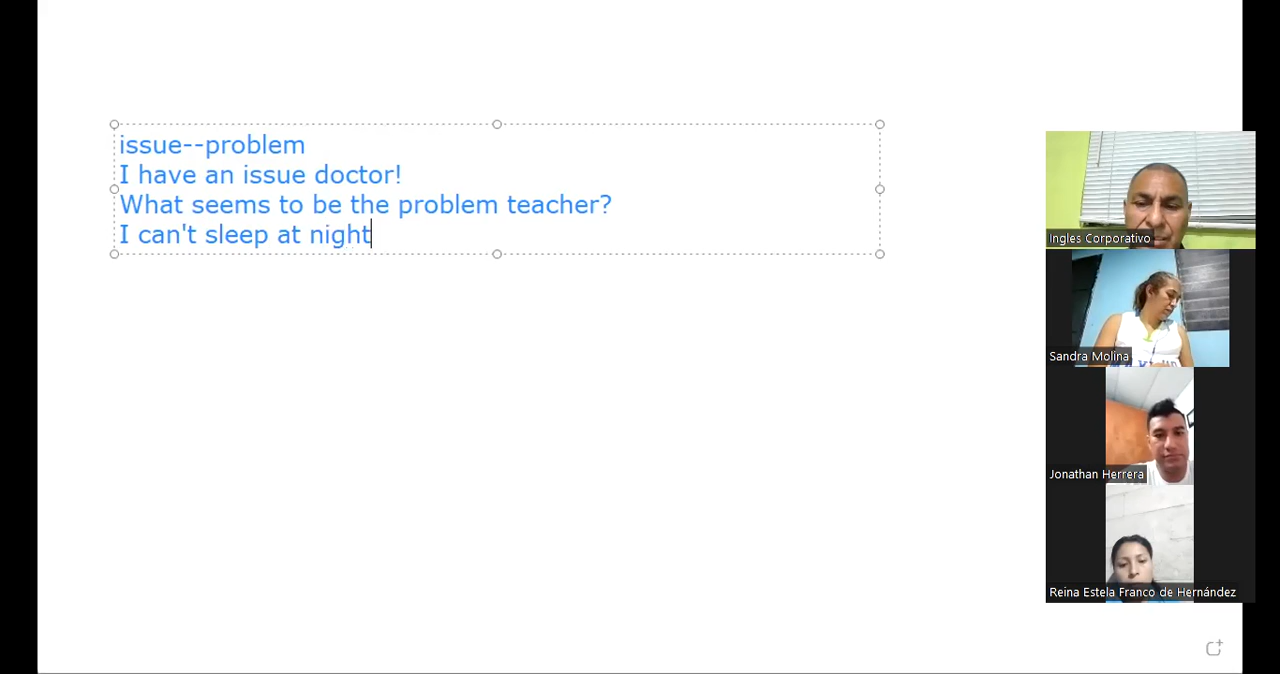 issue--problem
I have an issue doctor!
What seems to be the problem teacher?
I can't sleep at night
Ingles Corporativo
Sandra Molina
Jonathan Herrera
Reina Estela Franco de Hernández